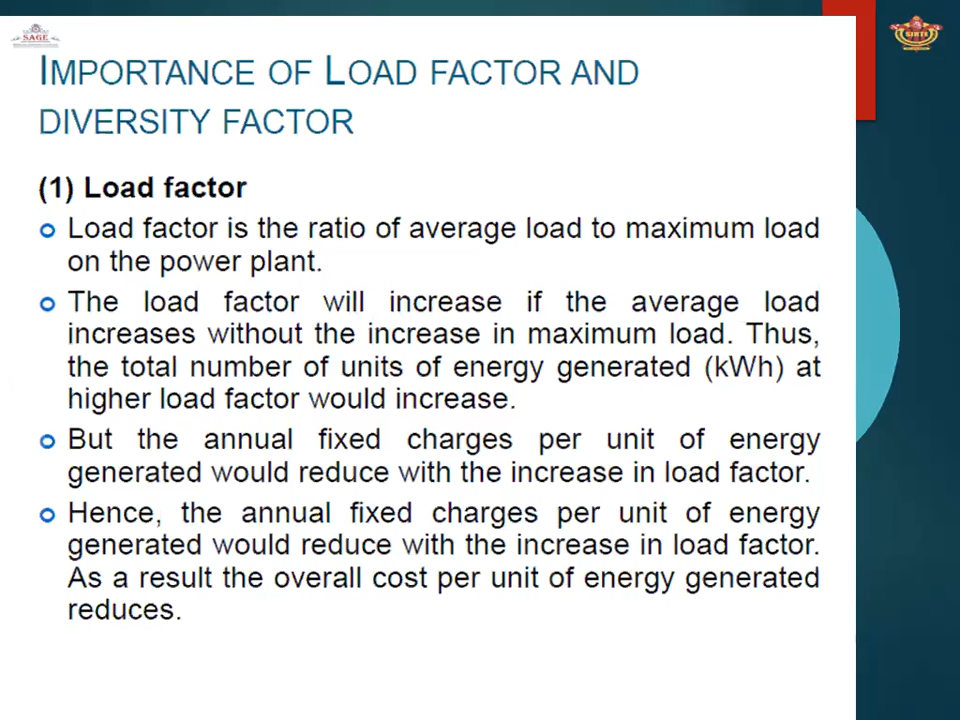 SAGE
SIRTE
IMPORTANCE OF LOAD FACTOR AND
DIVERSITY FACTOR
(1) Load factor
Load factor is the ratio of average load to maximum load
on the power plant.
The load factor will increase if the average load
increases without the increase in maximum load. Thus,
the total number of units of energy generated (kWh) at
higher load factor would increase.
But the annual fixed charges per unit of energy
generated would reduce with the increase in load factor.
Hence, the annual fixed charges per unit of energy
generated would reduce with the increase in load factor.
As a result the overall cost per unit of energy generated
reduces.